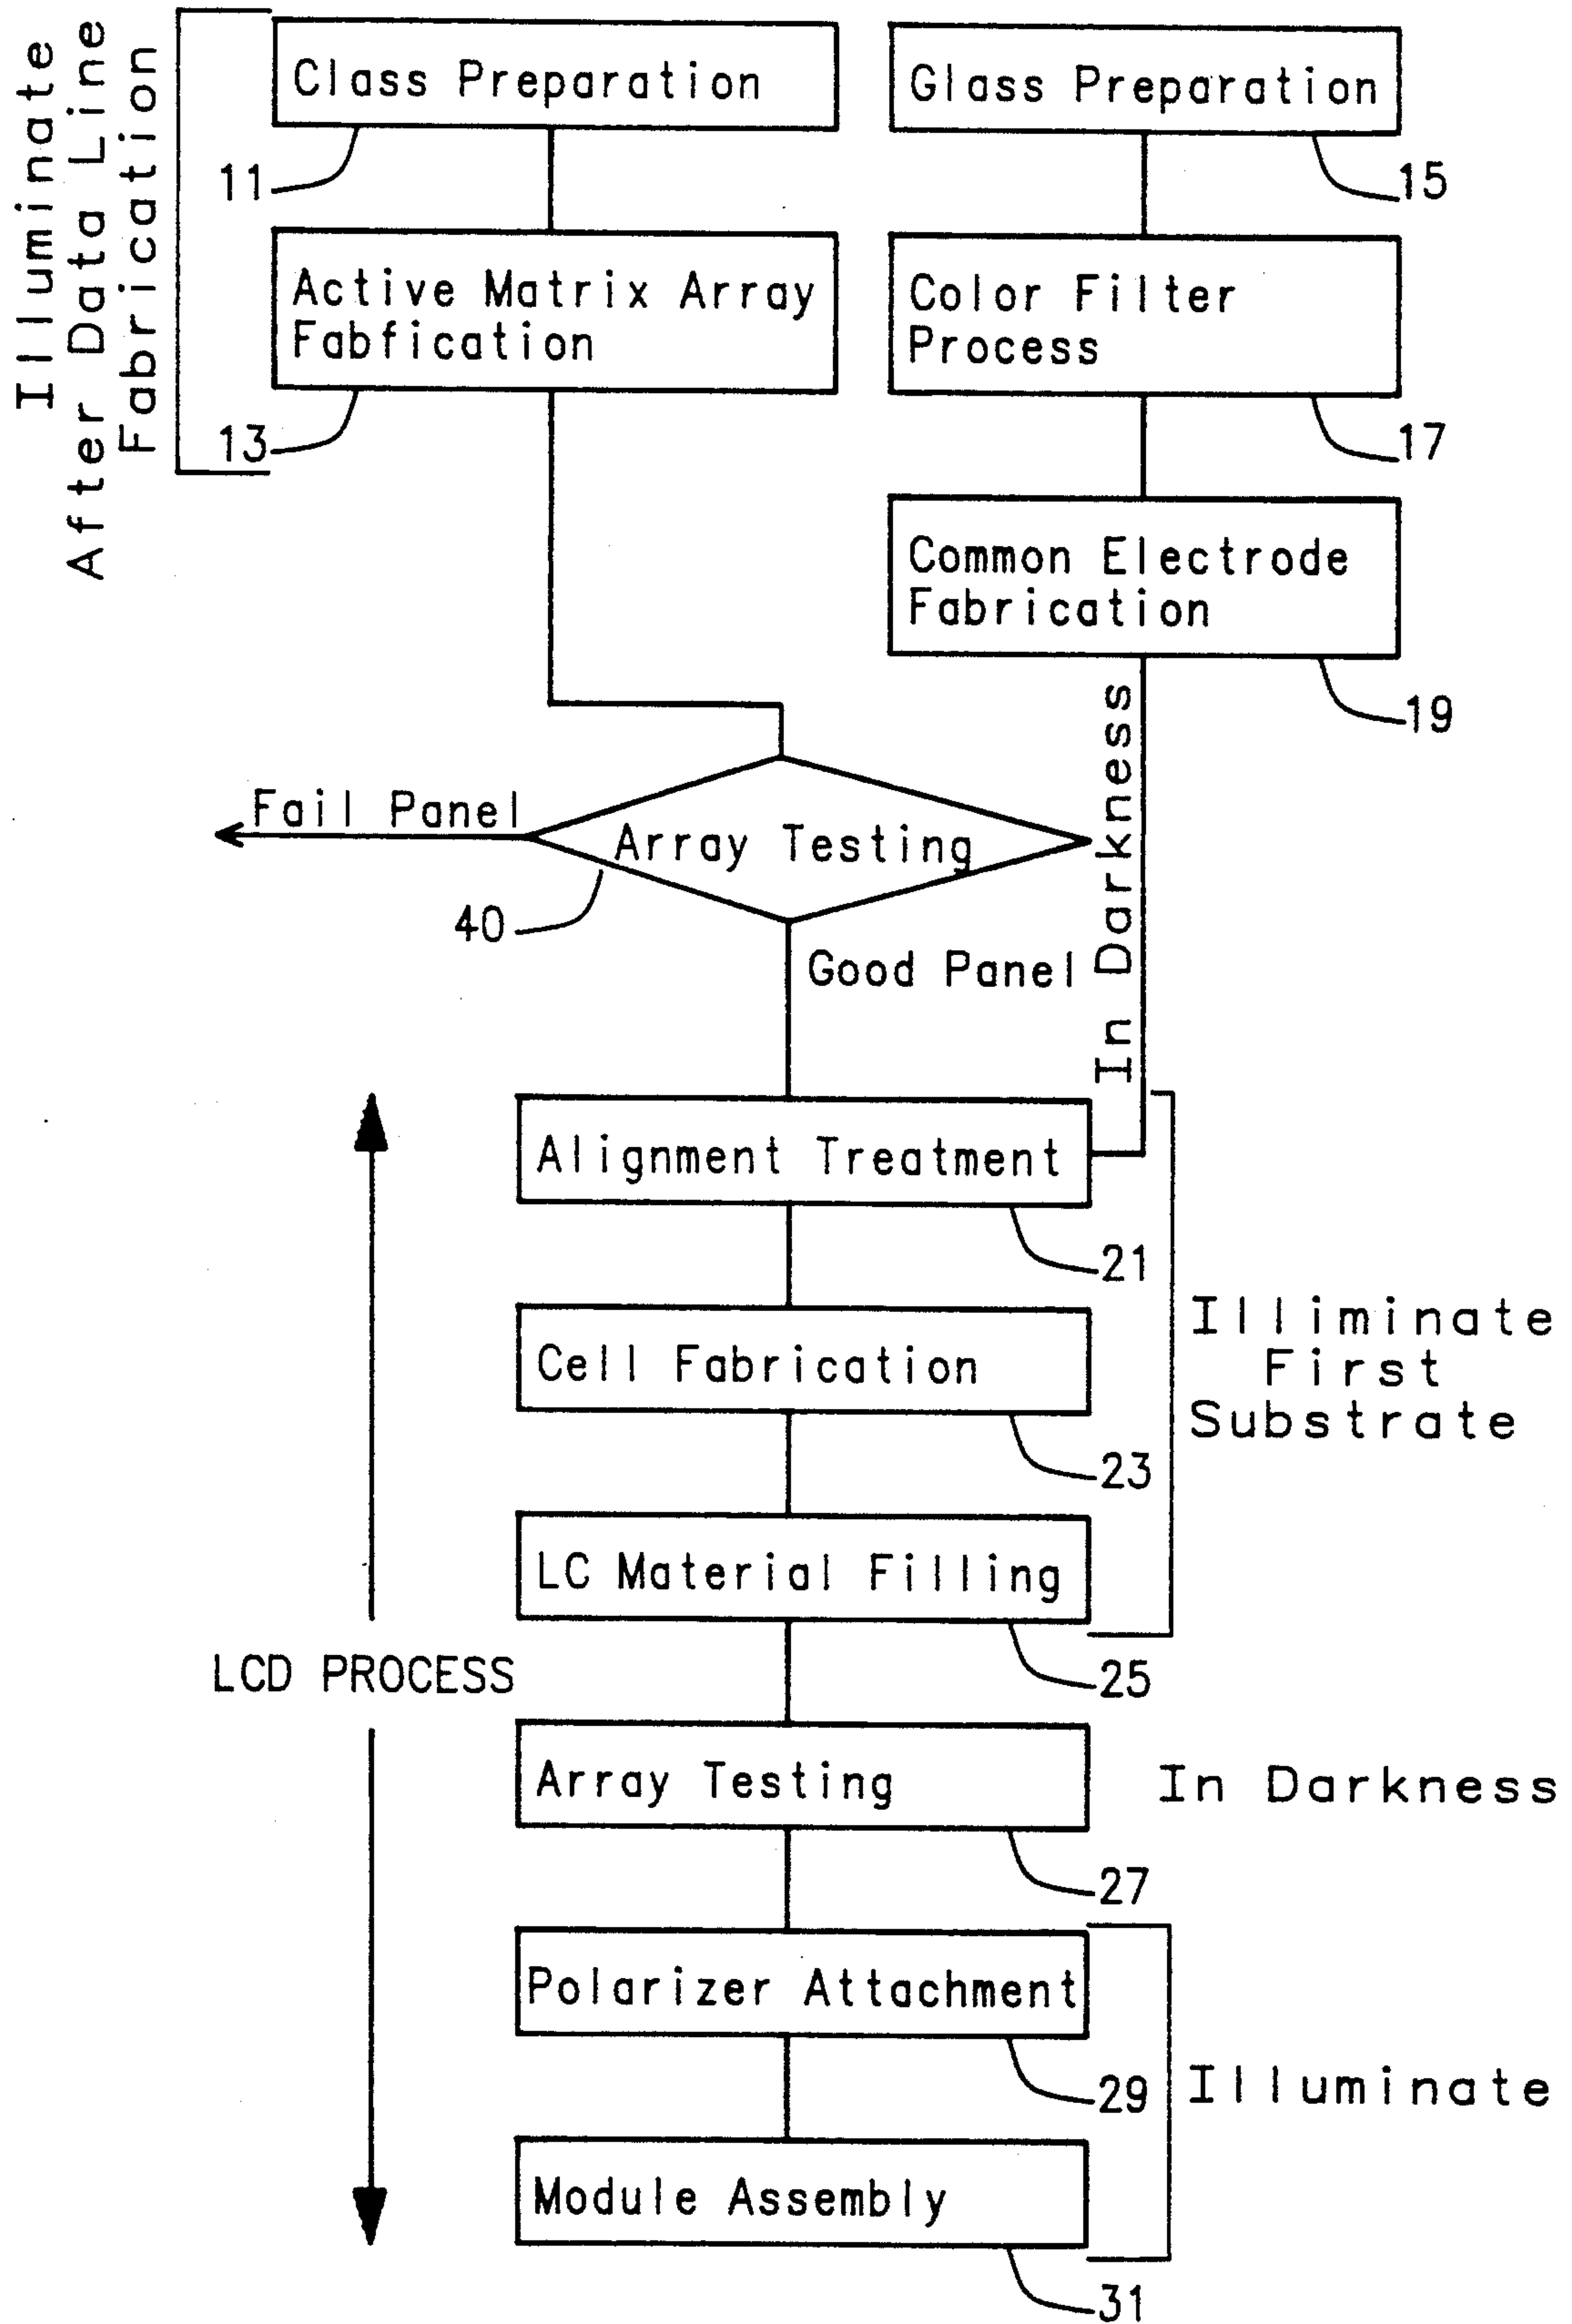 Illuminate
After Data Line
Fabrication
Class Preparation
11
Active Matrix Array
Fabfication
13
Glass Preparation
15
Color Filter
Process
17
Common Electrode
Fabrication
19
In Darkness
Fail Panel
Array Testing
40
Good Panel
Alignment Treatment
21
Cell Fabrication
23
LC Material Filling
25
Illiminate
First
Substrate
LCD PROCESS
Array Testing
27
In Darkness
Polarizer Attachment
29
Module Assembly
31
Illuminate